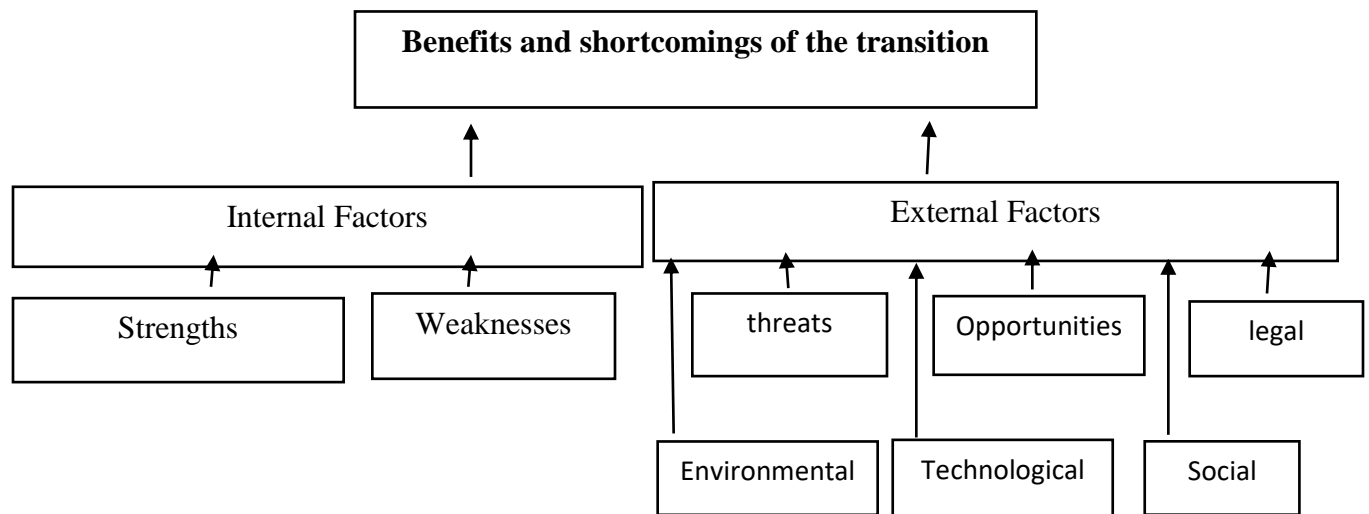 Benefits and shortcomings of the transition
Internal Factors
External Factors
Strengths
Weaknesses
threats
Opportunities
legal
Environmental
Technological
Social